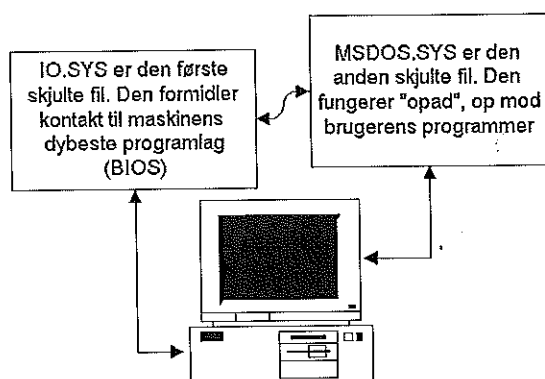 IO.SYS er den første
skjulte fil. Den formidler
kontakt til maskinens
dybeste programlag
(BIOS)
MSDOS.SYS er den
anden skjulte fil. Den
fungerer "opad", op mod
brugerens programmer